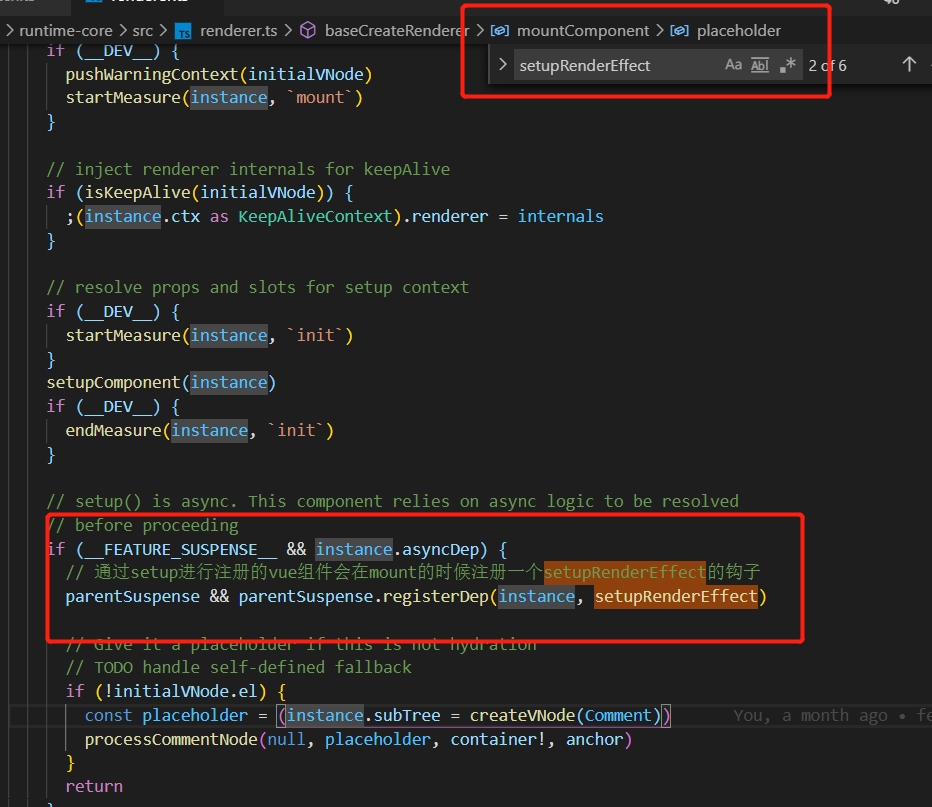 runtime-core > src > TS renderer.ts > baseCreateRenderer > mountComponent > placeholder
setupRenderEffect Aa Abl .* 2 of 6
if (__DEV__) {
pushWarningContext(initialVNode)
startMeasure(instance, `mount`)
}
// inject renderer internals for keepAlive
if (isKeepAlive(initialVNode)) {
;(instance.ctx as KeepAliveContext).renderer = internals
}
// resolve props and slots for setup context
if (__DEV__) {
startMeasure(instance, `init`)
}
setupComponent(instance)
if (__DEV__) {
endMeasure(instance, `init`)
}
// setup() is async. This component relies on async logic to be resolved
// before proceeding
if (__FEATURE_SUSPENSE__ && instance.asyncDep) {
// 通过setup进行注册的vue组件会在mount的时候注册一个setupRenderEffect的钩子
parentSuspense && parentSuspense.registerDep(instance, setupRenderEffect)
// Give it a placeholder if this is not hydration
// TODO handle self-defined fallback
if (!initialVNode.el) {
const placeholder = (instance.subTree = createVNode(Comment)) You, a month ago • fe
processCommentNode(null, placeholder, container!, anchor)
}
return